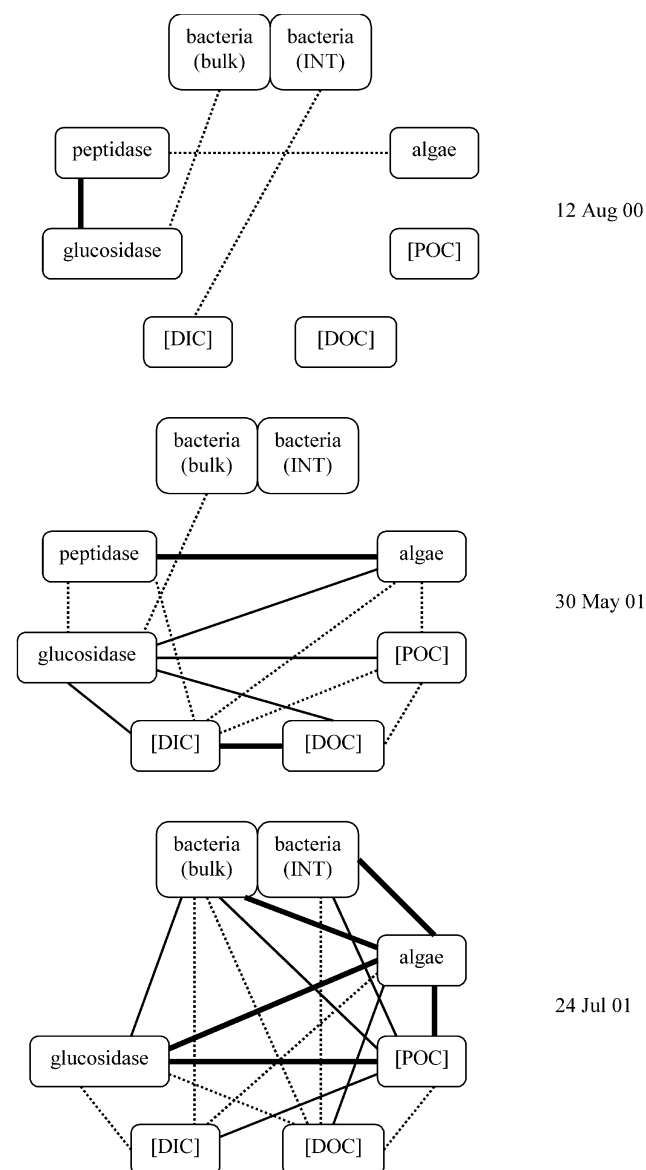 bacteria
(bulk)
bacteria
(INT)
peptidase
algae
12 Aug 00
glucosidase
[POC]
[DIC]
[DOC]
bacteria
(bulk)
bacteria
(INT)
peptidase
algae
30 May 01
glucosidase
[POC]
[DIC]
[DOC]
bacteria
(bulk)
bacteria
(INT)
algae
24 Jul 01
glucosidase
[POC]
[DIC]
[DOC]